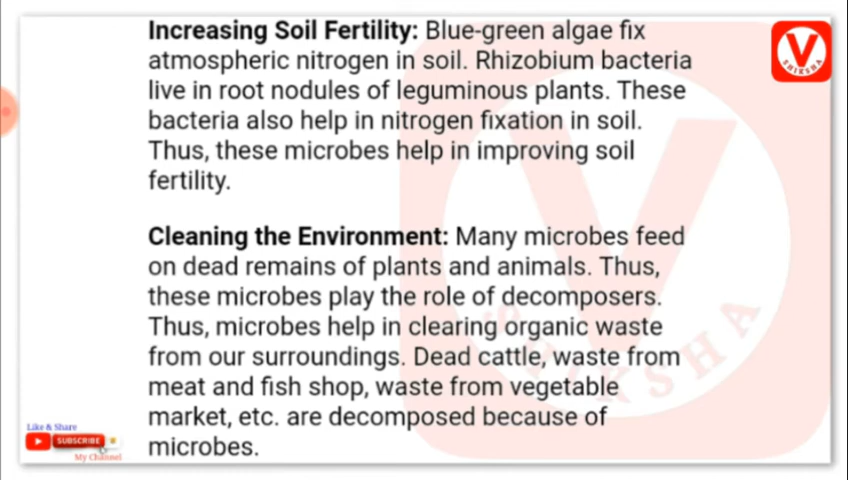 Increasing Soil Fertility: Blue-green algae fix
atmospheric nitrogen in soil. Rhizobium bacteria
live in root nodules of leguminous plants. These
bacteria also help in nitrogen fixation in soil.
Thus, these microbes help in improving soil
fertility.
Cleaning the Environment: Many microbes feed
on dead remains of plants and animals. Thus,
these microbes play the role of decomposers.
Thus, microbes help in clearing organic waste
from our surroundings. Dead cattle, waste from
meat and fish shop, waste from vegetable
market, etc. are decomposed because of
microbes.
V
SHIKSHA
SHIKSHA
Like & Share
SUBSCRIBE
My Channel